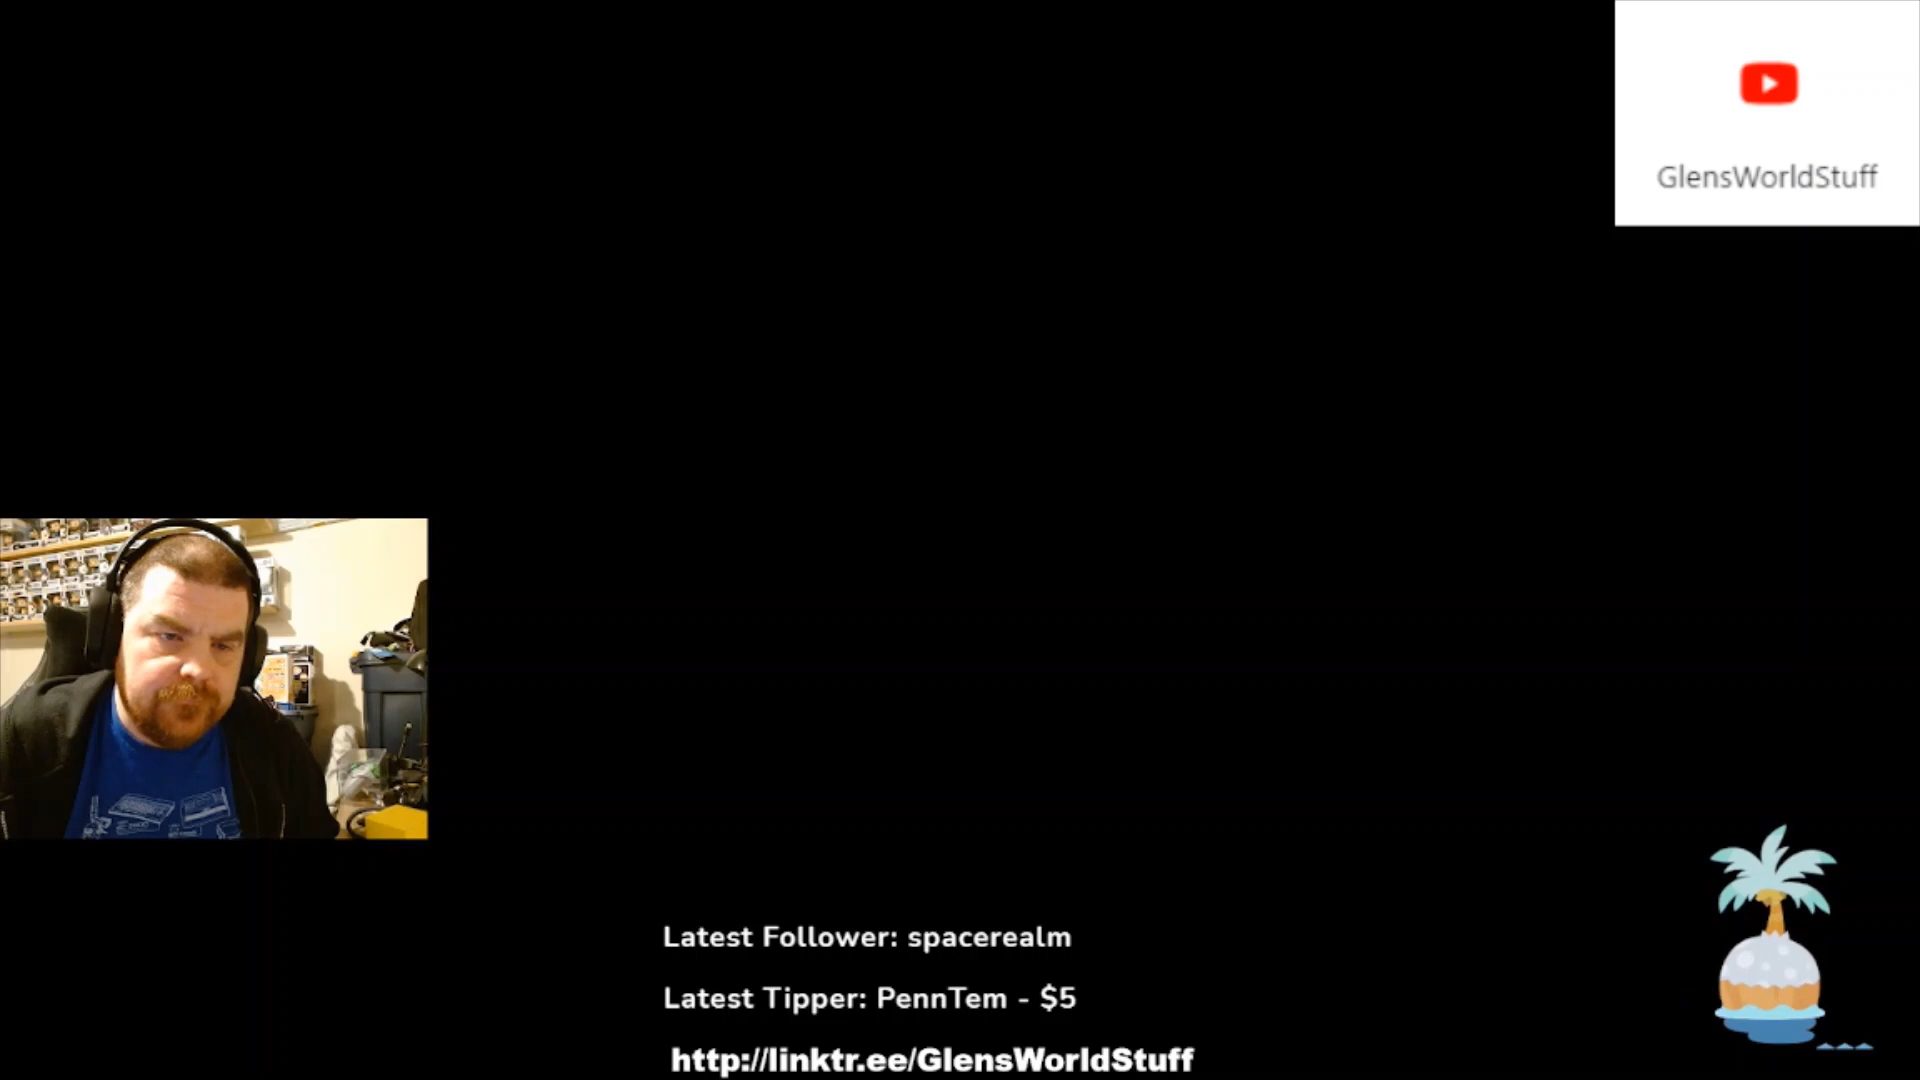 GlensWorldStuff
Latest Follower: spacerealm
Latest Tipper: PennTem - $5
http://linktr.ee/GlensWorldStuff